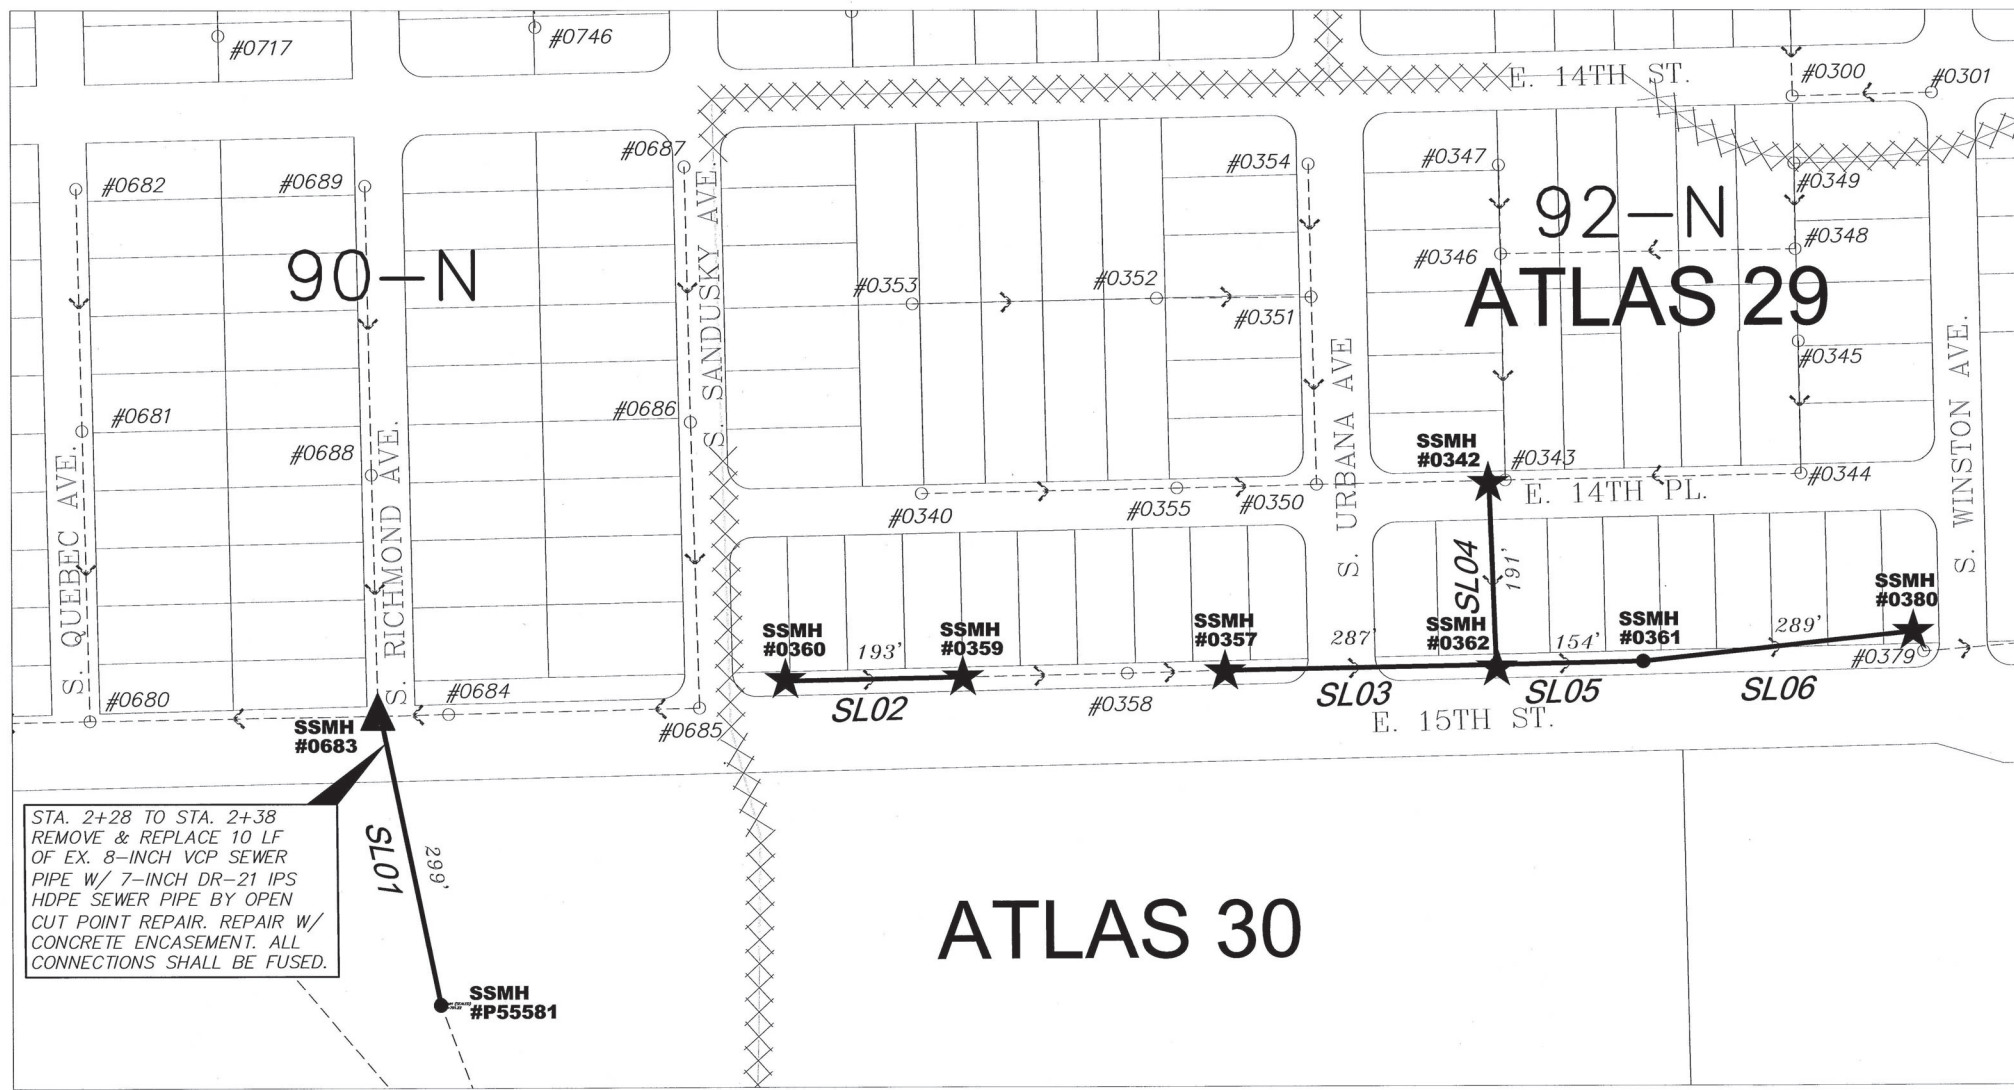 #0717
#0746
E. 14TH ST.
#0300
#0301
#0682
#0689
#0687
#0354
#0347
#0349
90-N
S. SANDUSKY AVE.
92-N
#0348
#0346
#0353
#0352
#0351
ATLAS 29
#0345
#0681
#0686
#0688
S. QUEBEC AVE.
S. RICHMOND AVE.
S. URBANA AVE
S. WINSTON AVE.
SSMH
#0342
#0343
#0344
E. 14TH PL.
#0340
#0355
#0350
SL04
191'
SSMH
#0360
193'
SSMH
#0359
SSMH
#0357
287'
SSMH
#0362
154'
SSMH
#0361
289'
SSMH
#0380
#0379
#0680
#0684
#0685
SL02
#0358
SL03
SL05
SL06
E. 15TH ST.
SSMH
#0683
STA. 2+28 TO STA. 2+38
REMOVE & REPLACE 10 LF
OF EX. 8-INCH VCP SEWER
PIPE W/ 7-INCH DR-21 IPS
HDPE SEWER PIPE BY OPEN
CUT POINT REPAIR. REPAIR W/
CONCRETE ENCASEMENT. ALL
CONNECTIONS SHALL BE FUSED.
SL01
299'
ATLAS 30
SSMH
#P55581